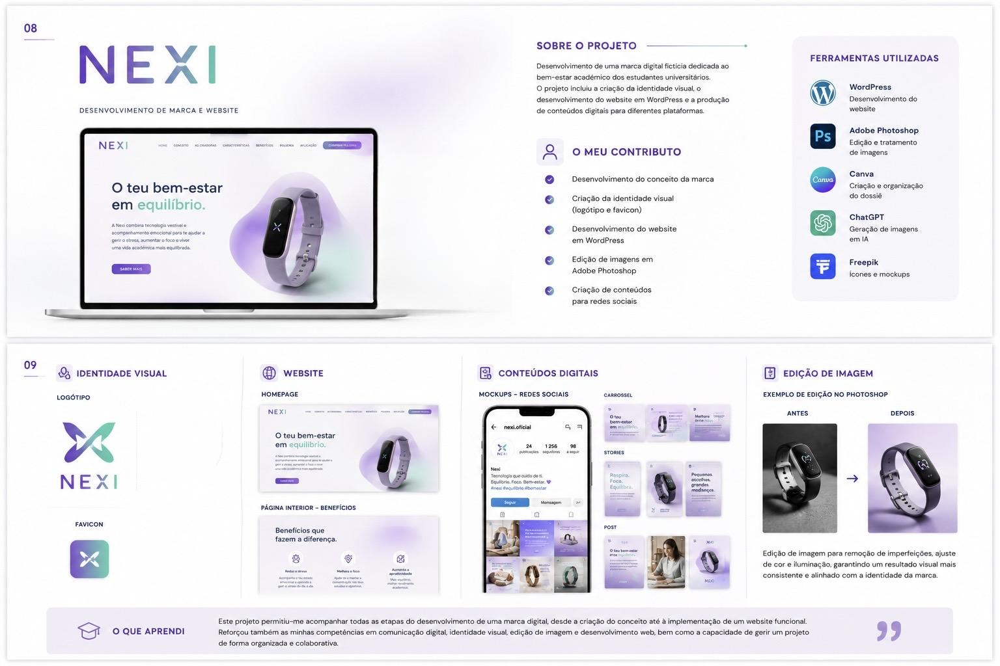 08
NEXI
DESENVOLVIMENTO DE MARCA E WEBSITE
NEXI
HOME CONCEITO AS CRIADORAS CARACTERÍSTICAS BENEFÍCIOS PULSEIRA APLICAÇÃO COMPRAR PULSEIRA
O teu bem-estar
em equilíbrio.
A Nexi combina tecnologia vestível e
acompanhamento emocional para te ajudar a
gerir o stress, aumentar o foco e viver
uma vida académica mais equilibrada.
SABER MAIS
SOBRE O PROJETO
Desenvolvimento de uma marca digital fictícia dedicada ao
bem-estar académico dos estudantes universitários.
O projeto incluiu a criação da identidade visual, o
desenvolvimento do website em WordPress e a produção
de conteúdos digitais para diferentes plataformas.
O MEU CONTRIBUTO
Desenvolvimento do conceito da marca
Criação da identidade visual
(logótipo e favicon)
Desenvolvimento do website
em WordPress
Edição de imagens em
Adobe Photoshop
Criação de conteúdos
para redes sociais
FERRAMENTAS UTILIZADAS
WordPress
Desenvolvimento do
website
Ps
Adobe Photoshop
Edição e tratamento
de imagens
Canva
Canva
Criação e organização
do dossiê
ChatGPT
Geração de imagens
em IA
Freepik
Ícones e mockups
09
IDENTIDADE VISUAL
LOGÓTIPO
NEXI
FAVICON
WEBSITE
HOMEPAGE
NEXI
O teu bem-estar
em equilíbrio.
PÁGINA INTERIOR – BENEFÍCIOS
Benefícios que
fazem a diferença.
Reduz o stress
Melhora o foco
Aumenta a
CONTEÚDOS DIGITAIS
MOCKUPS – REDES SOCIAIS
nexi.oficial
NEXI
24 1 256 98
publicações seguidores a seguir
Nexi
Tecnologia que cuida de ti.
Equilíbrio. Foco. Bem-estar.
#nexi #equilíbrio #bemestar
Seguir Mensagem
CARROSSEL
O teu
bem-estar
em equilíbrio.
Melhora
STORIES
Respira.
Foca.
Equilibra.
Pequenas
escolhas,
grandes
mudanças.
POST
O teu bem-estar
EDIÇÃO DE IMAGEM
EXEMPLO DE EDIÇÃO NO PHOTOSHOP
ANTES DEPOIS
Edição de imagem para remoção de imperfeições, ajuste
de cor e iluminação, garantindo um resultado visual mais
consistente e alinhado com a identidade da marca.
O QUE APRENDI
Este projeto permitiu-me acompanhar todas as etapas do desenvolvimento de uma marca digital, desde a criação do conceito até à implementação de um website funcional.
Reforçou também as minhas competências em comunicação digital, identidade visual, edição de imagem e desenvolvimento web, bem como a capacidade de gerir um projeto
de forma organizada e colaborativa.